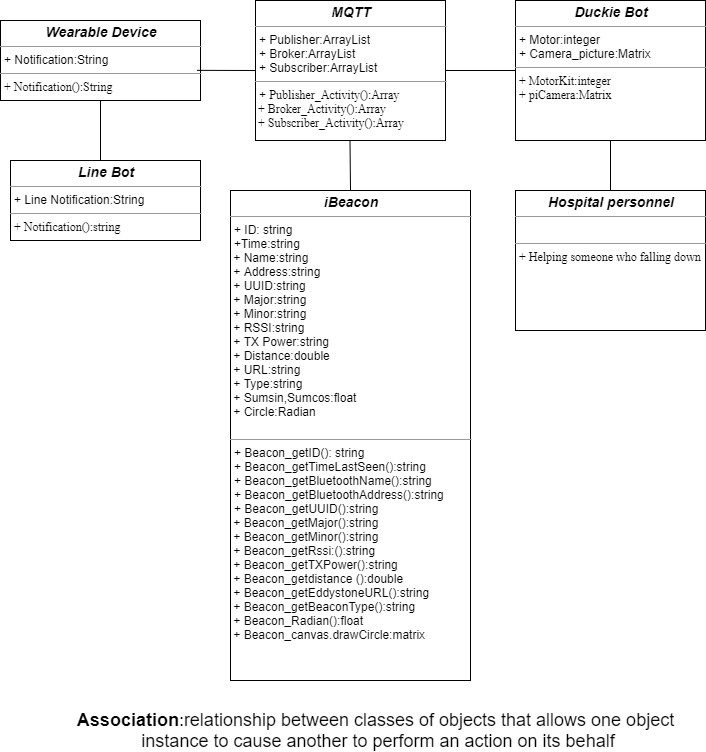 Wearable Device
+ Notification:String
+ Notification():String
MQTT
+ Publisher:ArrayList
+ Broker:ArrayList
+ Subscriber:ArrayList
+ Publisher_Activity():Array
+ Broker_Activity():Array
+ Subscriber_Activity():Array
Duckie Bot
+ Motor:integer
+ Camera_picture:Matrix
+ MotorKit:integer
+ piCamera:Matrix
Line Bot
+ Line Notification:String
+ Notification():string
iBeacon
+ ID: string
+Time:string
+ Name:string
+ Address:string
+ UUID:string
+ Major:string
+ Minor:string
+ RSSI:string
+ TX Power:string
+ Distance:double
+ URL:string
+ Type:string
+ Sumsin,Sumcos:float
+ Circle:Radian
+ Beacon_getID(): string
+ Beacon_getTimeLastSeen():string
+ Beacon_getBluetoothName():string
+ Beacon_getBluetoothAddress():string
+ Beacon_getUUID():string
+ Beacon_getMajor():string
+ Beacon_getMinor():string
+ Beacon_getRssi:():string
+ Beacon_getTXPower():string
+ Beacon_getdistance ():double
+ Beacon_getEddystoneURL():string
+ Beacon_getBeaconType():string
+ Beacon_Radian():float
+ Beacon_canvas.drawCircle:matrix
Hospital personnel
+ Helping someone who falling down
Association:relationship between classes of objects that allows one object
instance to cause another to perform an action on its behalf